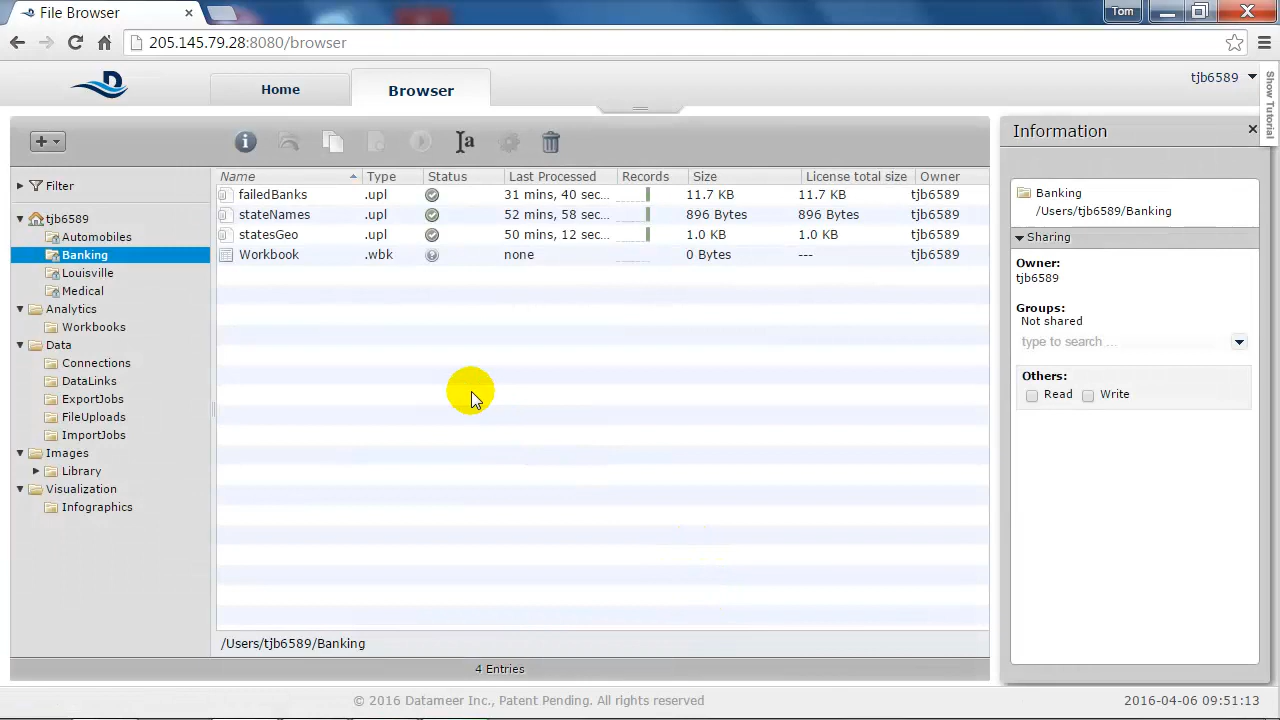 File Browser
Tom
205.145.79.28:8080/browser
D
Home
Browser
tjb6589
Show Tutorial
Information
Filter
Name Type Status Last Processed Records Size License total size Owner
failedBanks .upl 31 mins, 40 sec... 11.7 KB 11.7 KB tjb6589
stateNames .upl 52 mins, 58 sec... 896 Bytes 896 Bytes tjb6589
statesGeo .upl 50 mins, 12 sec... 1.0 KB 1.0 KB tjb6589
Workbook .wbk none 0 Bytes --- tjb6589
tjb6589
Automobiles
Banking
Louisville
Medical
Analytics
Workbooks
Data
Connections
DataLinks
ExportJobs
FileUploads
ImportJobs
Images
Library
Visualization
Infographics
Banking
/Users/tjb6589/Banking
Sharing
Owner:
tjb6589
Groups:
Not shared
type to search ...
Others:
Read Write
/Users/tjb6589/Banking
4 Entries
© 2016 Datameer Inc., Patent Pending. All rights reserved
2016-04-06 09:51:13